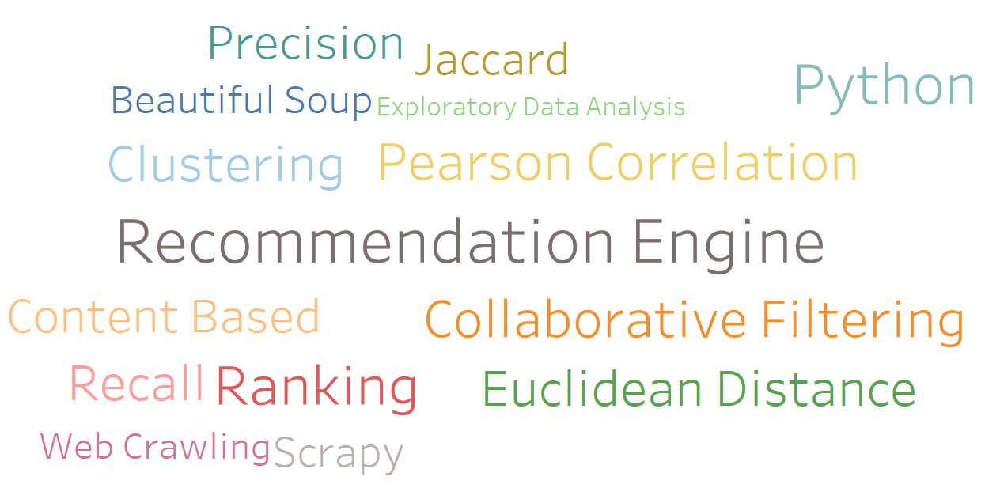 Precision
Jaccard
Python
Beautiful Soup
Exploratory Data Analysis
Clustering
Pearson Correlation
Recommendation Engine
Content Based
Collaborative Filtering
Recall
Ranking
Euclidean Distance
Web Crawling
Scrapy